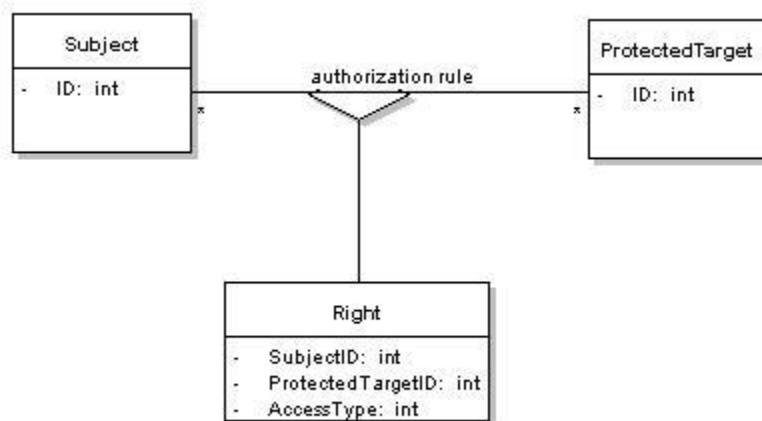 Subject
- ID: int
authorization rule
*
*
ProtectedTarget
- ID: int
Right
- SubjectID: int
- ProtectedTargetID: int
- AccessType: int